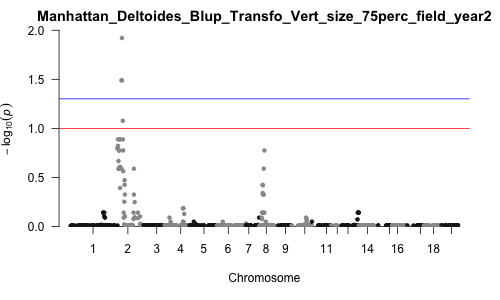 Manhattan_Deltoides_Blup_Transfo_Vert_size_75perc_field_year2
2.0
1.5
1.0
0.5
0.0
− log10(p)
1 2 3 4 5 6 7 8 9 11 14 16 18
Chromosome